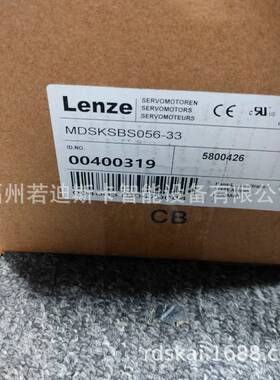 Lenze
SERVOMOTOREN
SERVOMOTORS
SERVOMOTEURS
CE
MDSKSBS056-33
ID.NO.
00400319
5800426
州若迪斯卡智能设备有限公
CB
rdskai.1688.c